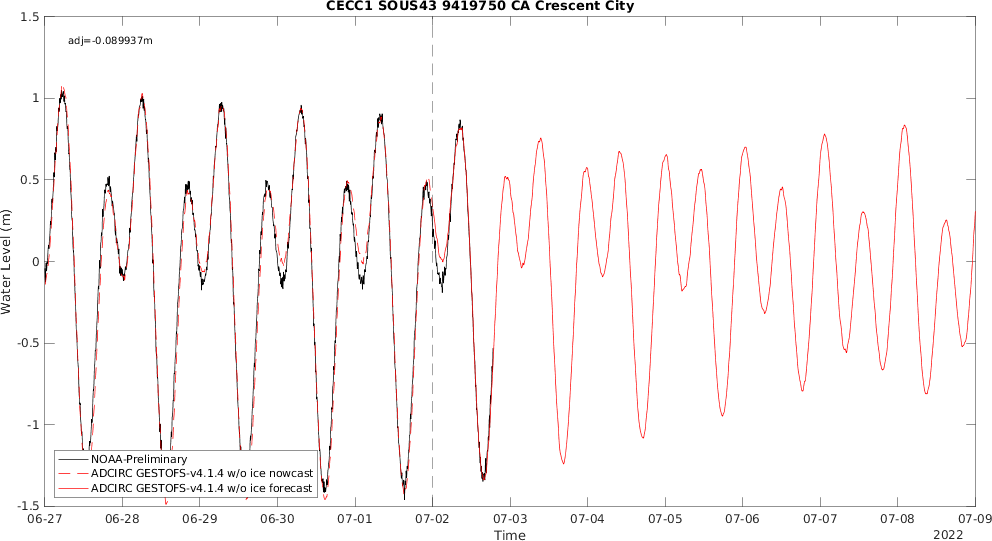 CECC1 SOUS43 9419750 CA Crescent City
adj=-0.089937m
1.5
1
0.5
0
-0.5
-1
-1.5
Water Level (m)
NOAA-Preliminary
ADCIRC GESTOFS-v4.1.4 w/o ice nowcast
ADCIRC GESTOFS-v4.1.4 w/o ice forecast
06-27 06-28 06-29 06-30 07-01 07-02 07-03 07-04 07-05 07-06 07-07 07-08 07-09
Time
2022